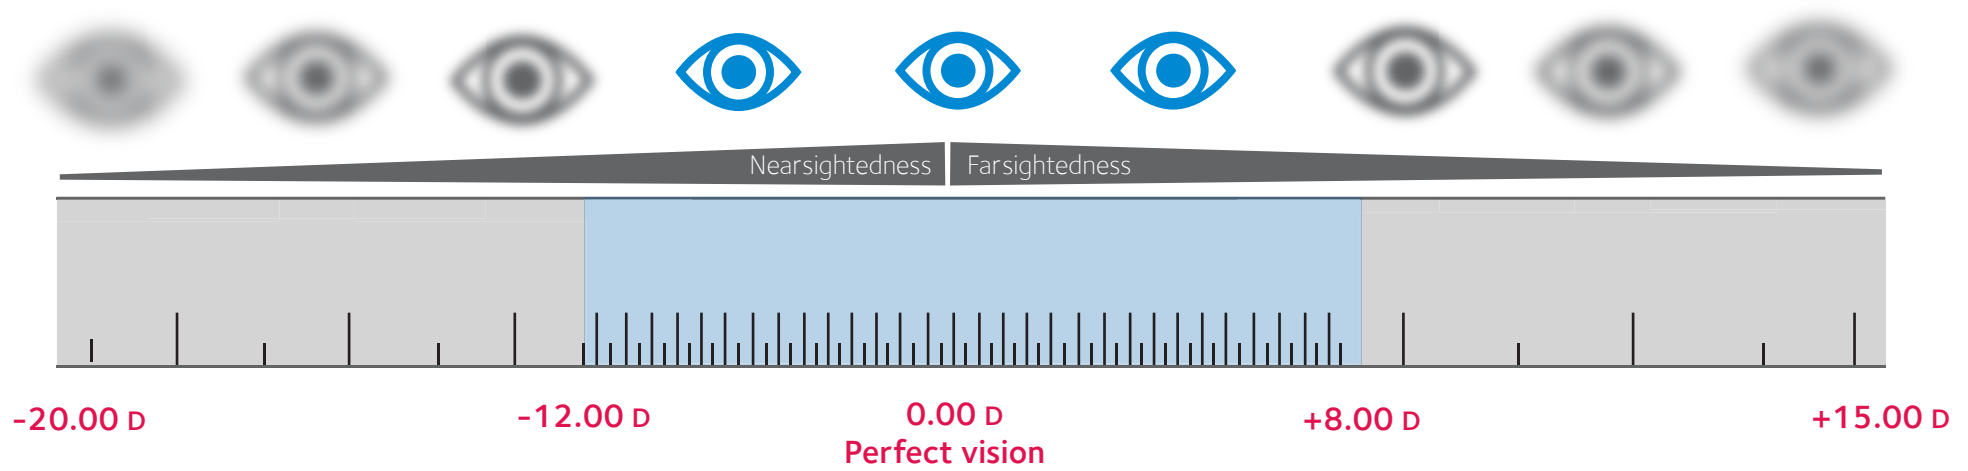 Nearsightedness Farsightedness
-20.00 D -12.00 D 0.00 D +8.00 D +15.00 D
Perfect vision